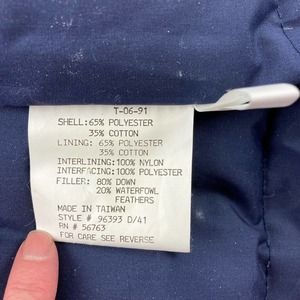 T-06-91
SHELL:65% POLYESTER
35% COTTON
LINING: 65% POLYESTER
35% COTTON
INTERLINING:100% NYLON
INTERFACING:100% POLYESTER
FILLER: 80% DOWN
20% WATERFOWL
FEATHERS
MADE IN TAIWAN
STYLE # 96393 D/41
RN # 56763
FOR CARE SEE REVERSE